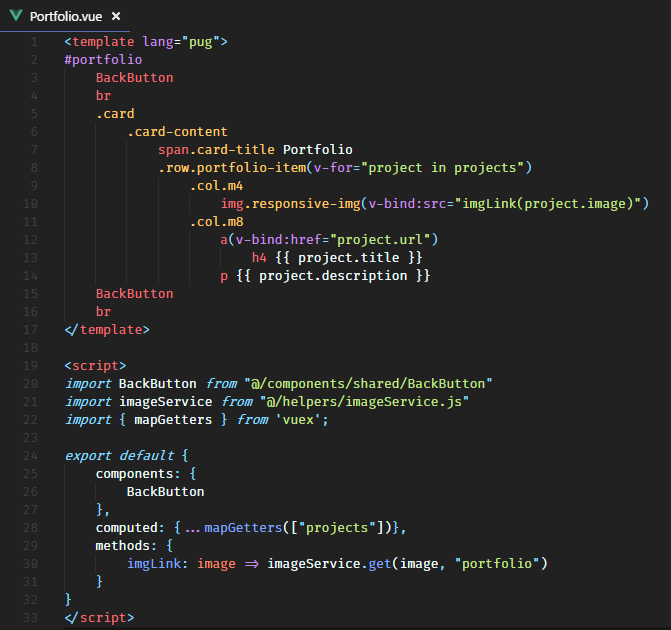 Portfolio.vue ×
1 <template lang="pug">
2 #portfolio
3     BackButton
4     br
5     .card
6         .card-content
7             span.card-title Portfolio
8             .row.portfolio-item(v-for="project in projects")
9                 .col.m4
10                     img.responsive-img(v-bind:src="imgLink(project.image)")
11                 .col.m8
12                     a(v-bind:href="project.url")
13                         h4 {{ project.title }}
14                     p {{ project.description }}
15     BackButton
16     br
17 </template>
18
19 <script>
20 import BackButton from "@/components/shared/BackButton"
21 import imageService from "@/helpers/imageService.js"
22 import { mapGetters } from 'vuex';
23
24 export default {
25     components: {
26         BackButton
27     },
28     computed: {...mapGetters(["projects"])},
29     methods: {
30         imgLink: image => imageService.get(image, "portfolio")
31     }
32 }
33 </script>